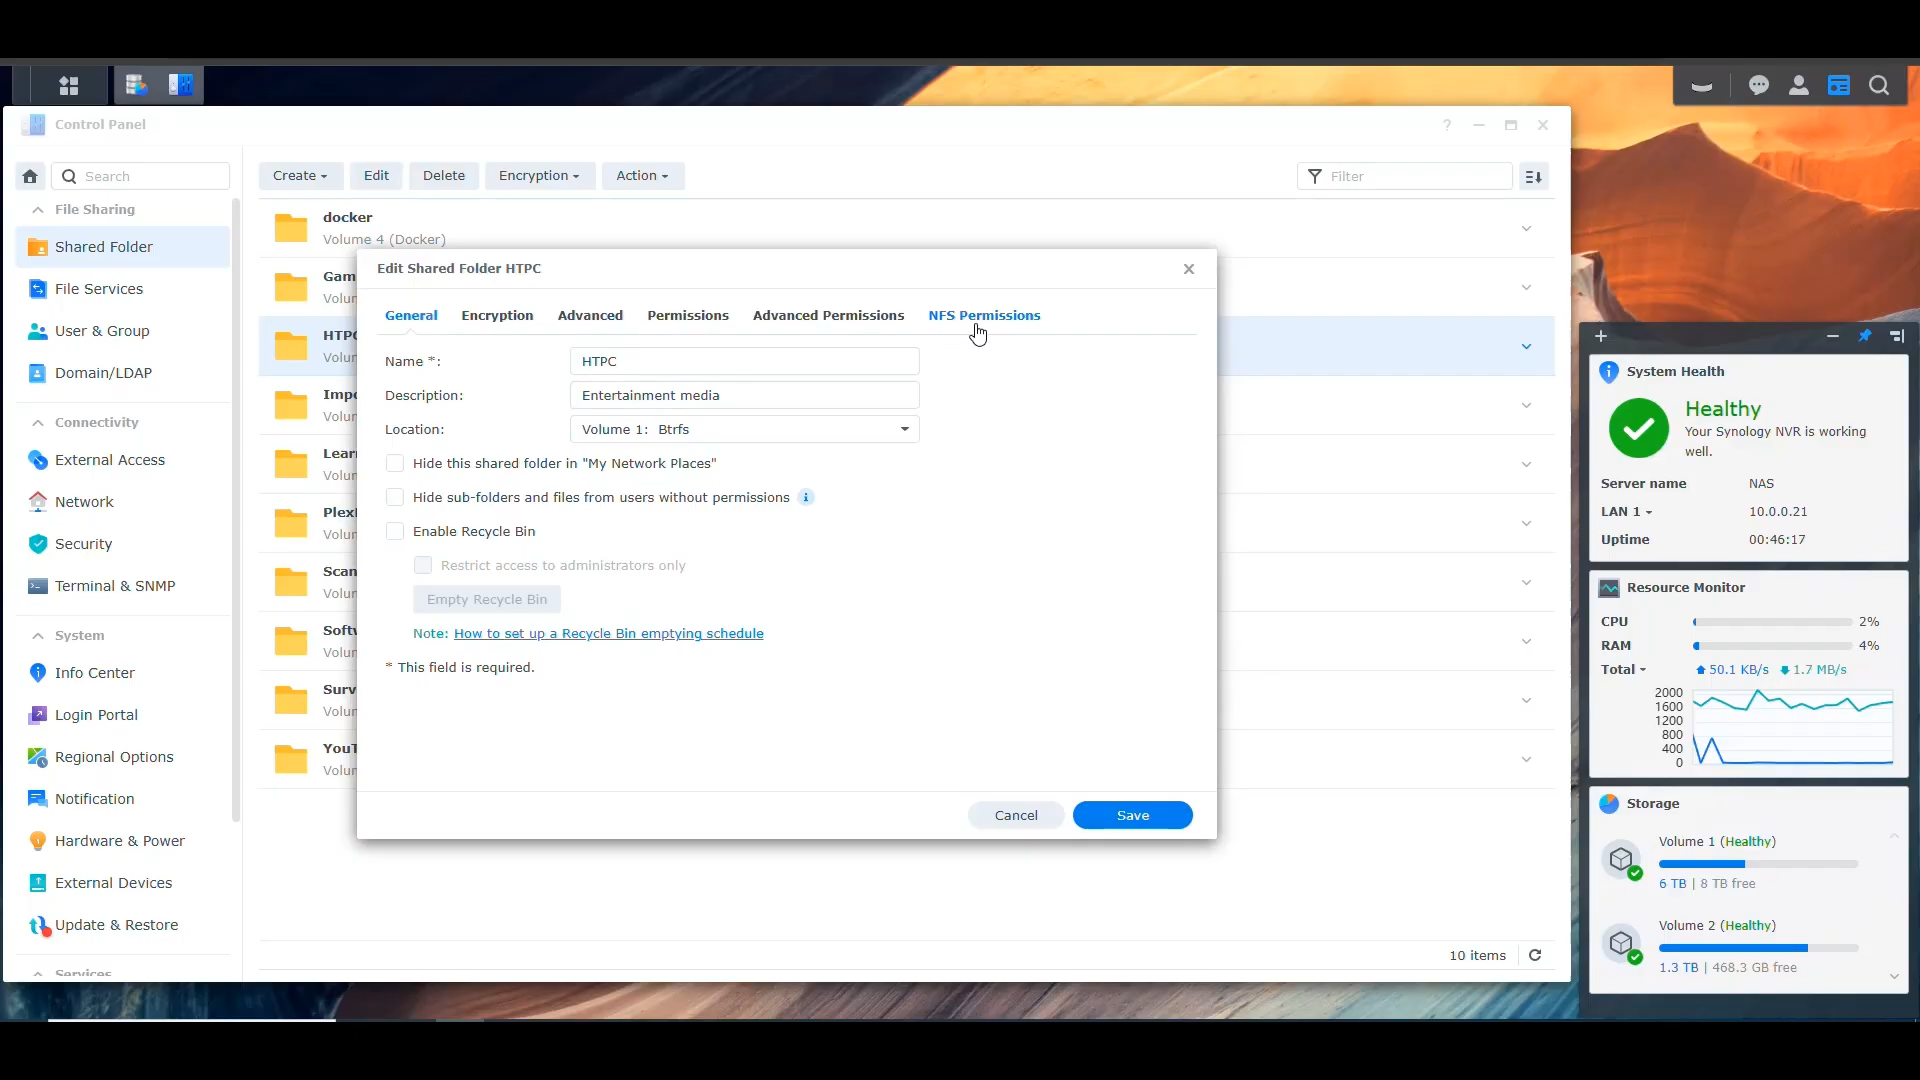 Control Panel
?
Search
File Sharing
Shared Folder
File Services
User & Group
Domain/LDAP
Connectivity
External Access
Network
Security
Terminal & SNMP
System
Info Center
Login Portal
Regional Options
Notification
Hardware & Power
External Devices
Update & Restore
Services
Create
Edit
Delete
Encryption
Action
Filter
docker
Volume 4 (Docker)
Edit Shared Folder HTPC
General
Encryption
Advanced
Permissions
Advanced Permissions
NFS Permissions
Name *:
HTPC
Description:
Entertainment media
Location:
Volume 1: Btrfs
Hide this shared folder in "My Network Places"
Hide sub-folders and files from users without permissions
Enable Recycle Bin
Restrict access to administrators only
Empty Recycle Bin
Note: How to set up a Recycle Bin emptying schedule
* This field is required.
Cancel
Save
10 items
System Health
Healthy
Your Synology NVR is working
well.
Server name NAS
LAN 1 10.0.0.21
Uptime 00:46:17
Resource Monitor
CPU 2%
RAM 4%
Total 50.1 KB/s 1.7 MB/s
2000
1600
1200
800
400
0
Storage
Volume 1 (Healthy)
6 TB | 8 TB free
Volume 2 (Healthy)
1.3 TB | 468.3 GB free